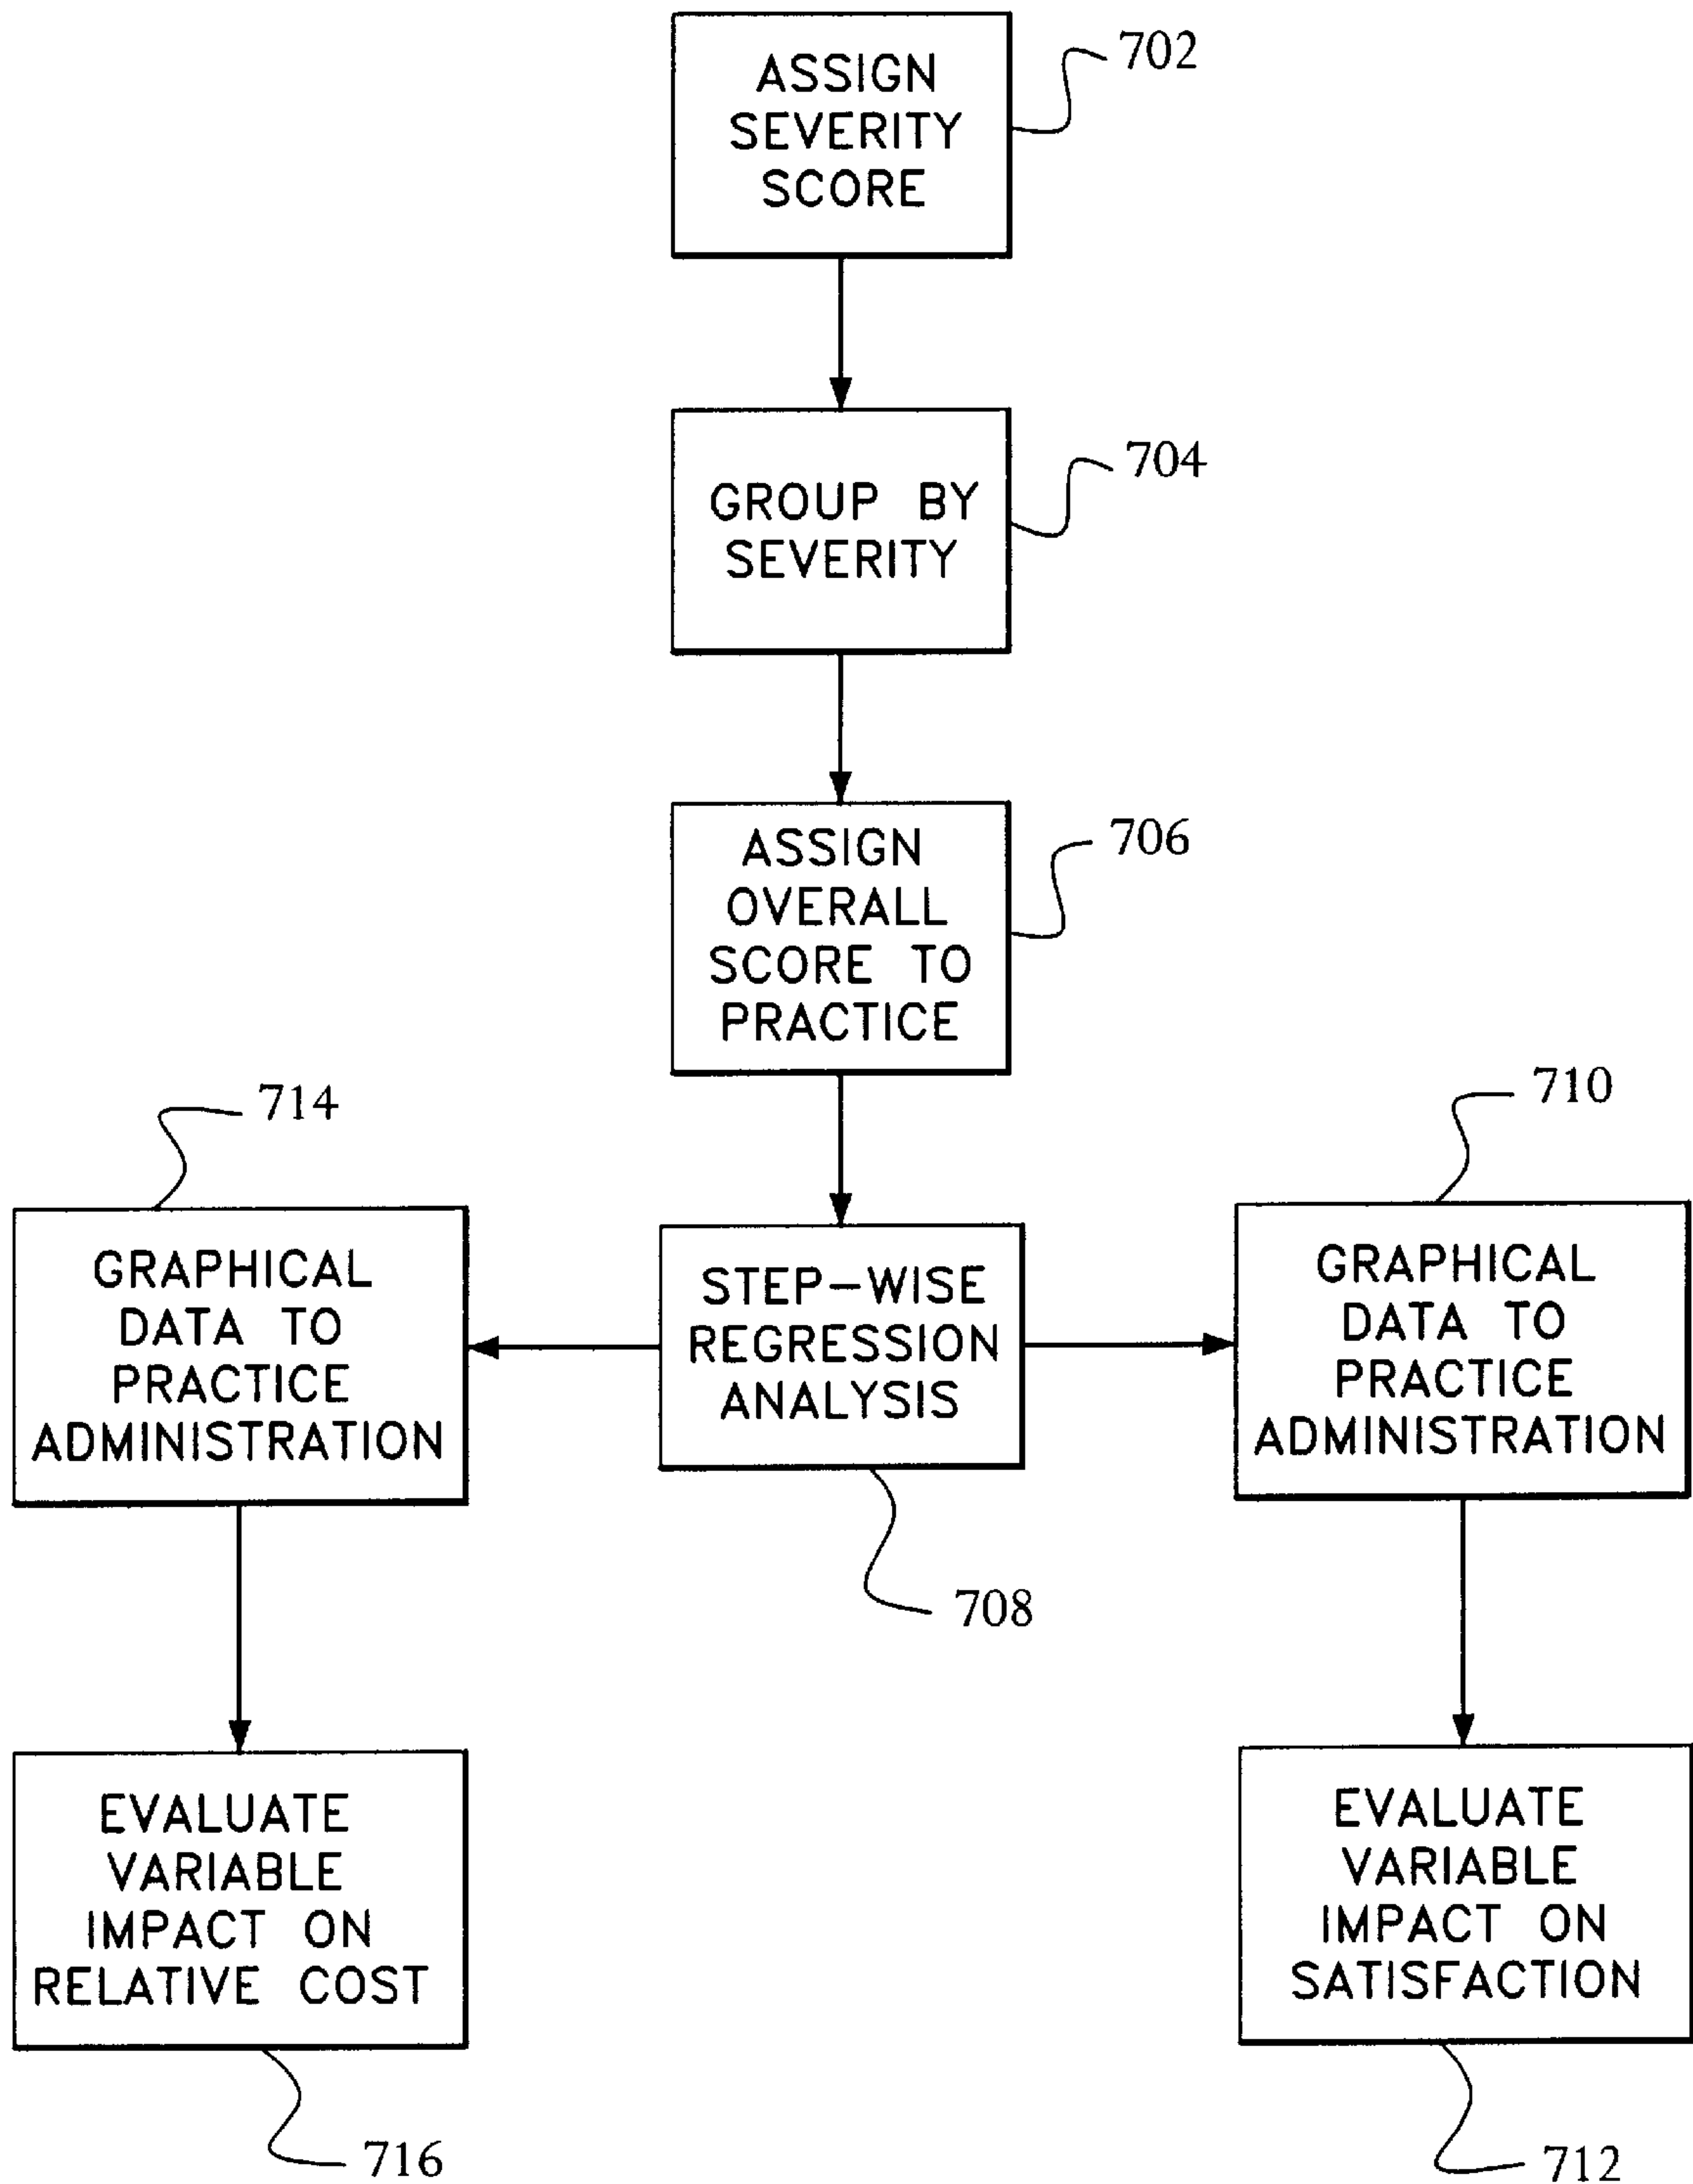 ASSIGN
SEVERITY
SCORE
702
GROUP BY
SEVERITY
704
ASSIGN
OVERALL
SCORE TO
PRACTICE
706
714
710
GRAPHICAL
DATA TO
PRACTICE
ADMINISTRATION
STEP-WISE
REGRESSION
ANALYSIS
GRAPHICAL
DATA TO
PRACTICE
ADMINISTRATION
708
EVALUATE
VARIABLE
IMPACT ON
RELATIVE COST
EVALUATE
VARIABLE
IMPACT ON
SATISFACTION
716
712